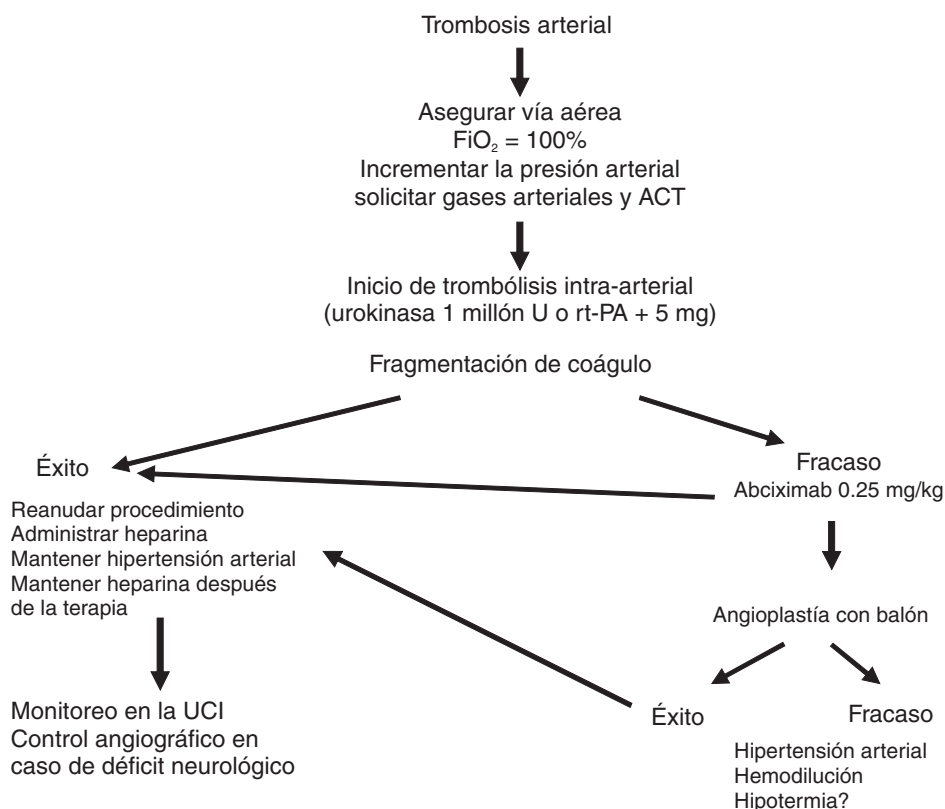 Trombosis arterial
Asegurar vía aérea
FiO₂ = 100%
Incrementar la presión arterial
solicitar gases arteriales y ACT
Inicio de trombólisis intra-arterial
(urokinasa 1 millón U o rt-PA + 5 mg)
Fragmentación de coágulo
Éxito
Reanudar procedimiento
Administrar heparina
Mantener hipertensión arterial
Mantener heparina después
de la terapia
Monitoreo en la UCI
Control angiográfico en
caso de déficit neurológico
Fracaso
Abciximab 0.25 mg/kg
Angioplastía con balón
Éxito
Fracaso
Hipertensión arterial
Hemodilución
Hipotermia?